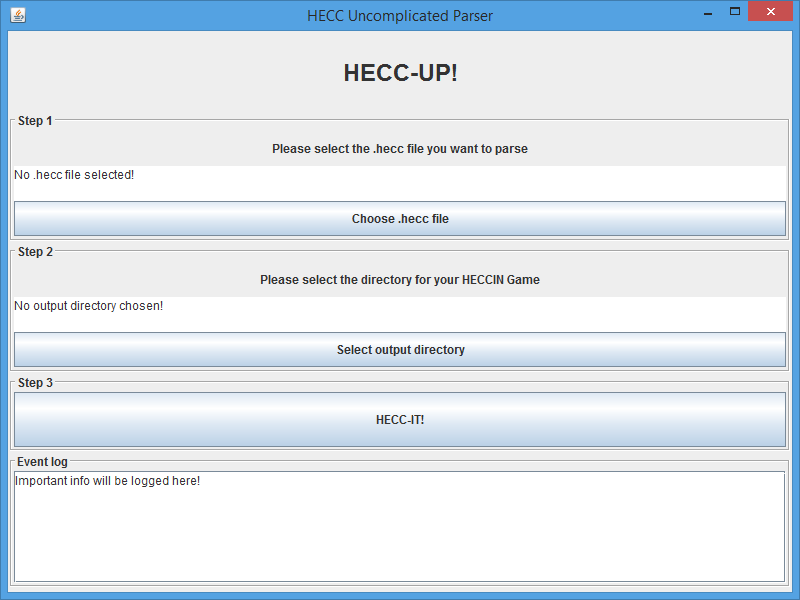 HECC Uncomplicated Parser
HECC-UP!
Step 1
Please select the .hecc file you want to parse
No .hecc file selected!
Choose .hecc file
Step 2
Please select the directory for your HECCIN Game
No output directory chosen!
Select output directory
Step 3
HECC-IT!
Event log
Important info will be logged here!